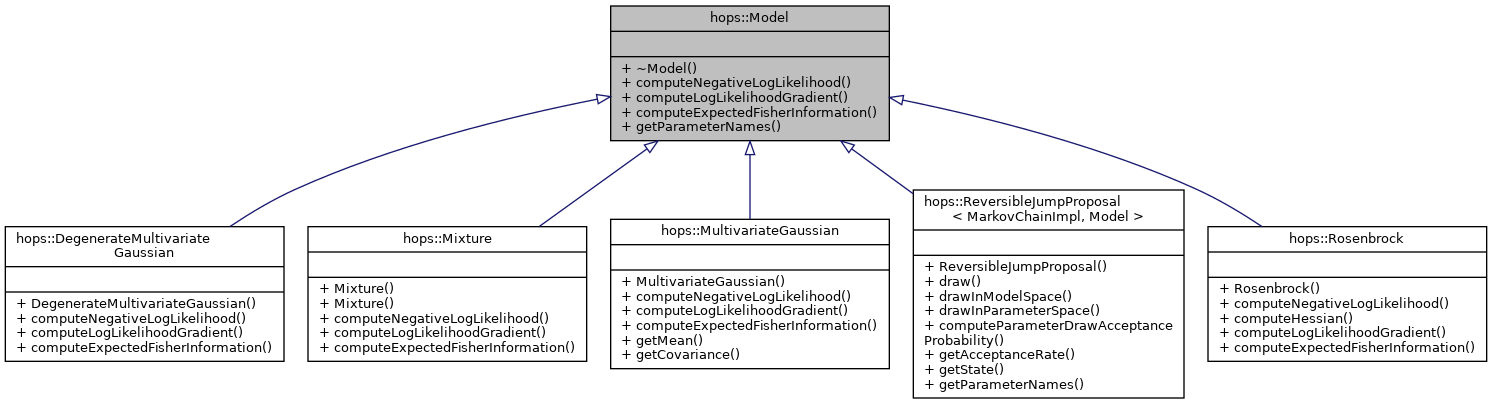 hops::Model
+ ~Model()
+ computeNegativeLogLikelihood()
+ computeLogLikelihoodGradient()
+ computeExpectedFisherInformation()
+ getParameterNames()
hops::DegenerateMultivariate
Gaussian
+ DegenerateMultivariateGaussian()
+ computeNegativeLogLikelihood()
+ computeLogLikelihoodGradient()
+ computeExpectedFisherInformation()
hops::Mixture
+ Mixture()
+ Mixture()
+ computeNegativeLogLikelihood()
+ computeLogLikelihoodGradient()
+ computeExpectedFisherInformation()
hops::MultivariateGaussian
+ MultivariateGaussian()
+ computeNegativeLogLikelihood()
+ computeLogLikelihoodGradient()
+ computeExpectedFisherInformation()
+ getMean()
+ getCovariance()
hops::ReversibleJumpProposal
< MarkovChainImpl, Model >
+ ReversibleJumpProposal()
+ draw()
+ drawInModelSpace()
+ drawInParameterSpace()
+ computeParameterDrawAcceptance
Probability()
+ getAcceptanceRate()
+ getState()
+ getParameterNames()
hops::Rosenbrock
+ Rosenbrock()
+ computeNegativeLogLikelihood()
+ computeHessian()
+ computeLogLikelihoodGradient()
+ computeExpectedFisherInformation()